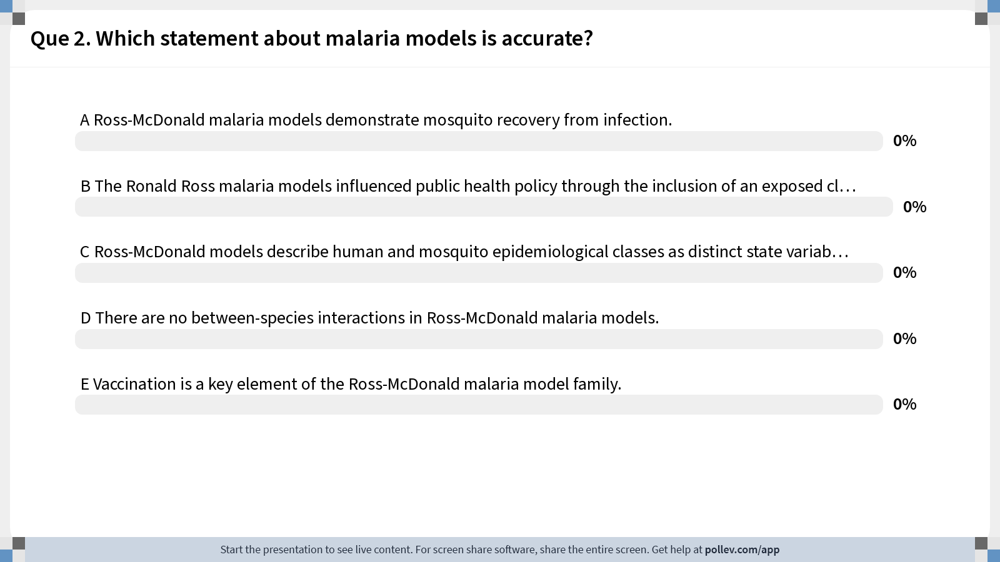 Que 2. Which statement about malaria models is accurate?
A Ross-McDonald malaria models demonstrate mosquito recovery from infection.
0%
B The Ronald Ross malaria models influenced public health policy through the inclusion of an exposed cl…
0%
C Ross-McDonald models describe human and mosquito epidemiological classes as distinct state variab…
0%
D There are no between-species interactions in Ross-McDonald malaria models.
0%
E Vaccination is a key element of the Ross-McDonald malaria model family.
0%
Start the presentation to see live content. For screen share software, share the entire screen. Get help at pollev.com/app